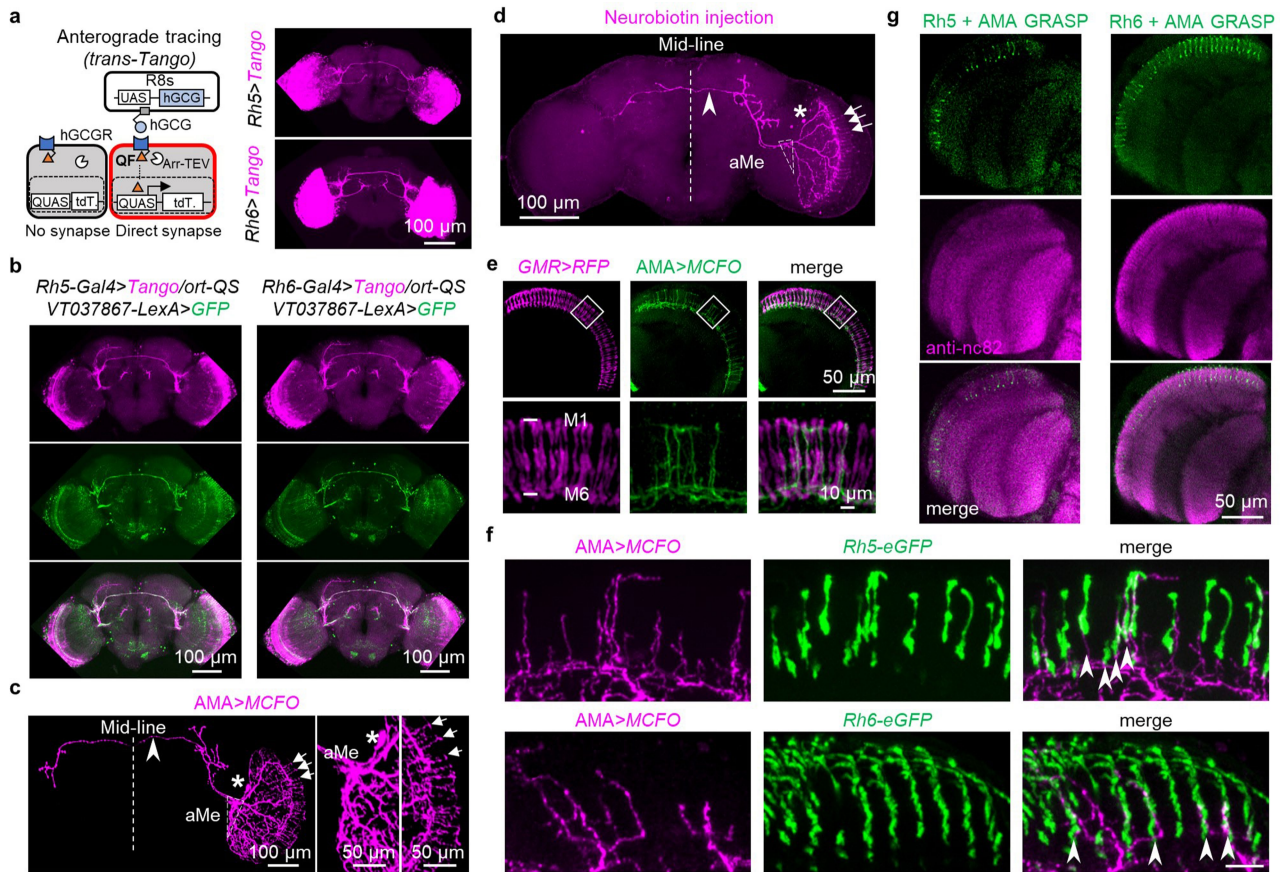 a
Anterograde tracing
(trans-Tango)
R8s
UAS
hGCG
hGCG
hGCGR
QF
Arr-TEV
QUAS
tdT.
QUAS
tdT.
No synapse
Direct synapse
Rh5>Tango
Rh6>Tango
100 µm
b
Rh5-Gal4>Tango/ort-QS
VT037867-LexA>GFP
Rh6-Gal4>Tango/ort-QS
VT037867-LexA>GFP
100 µm
100 µm
c
AMA>MCFO
Mid-line
*
aMe
100 µm
aMe
*
50 µm
50 µm
d
Neurobiotin injection
Mid-line
*
aMe
100 µm
e
GMR>RFP
AMA>MCFO
merge
50 µm
M1
M6
10 µm
f
AMA>MCFO
Rh5-eGFP
merge
AMA>MCFO
Rh6-eGFP
merge
g
Rh5 + AMA GRASP
Rh6 + AMA GRASP
anti-nc82
merge
50 µm